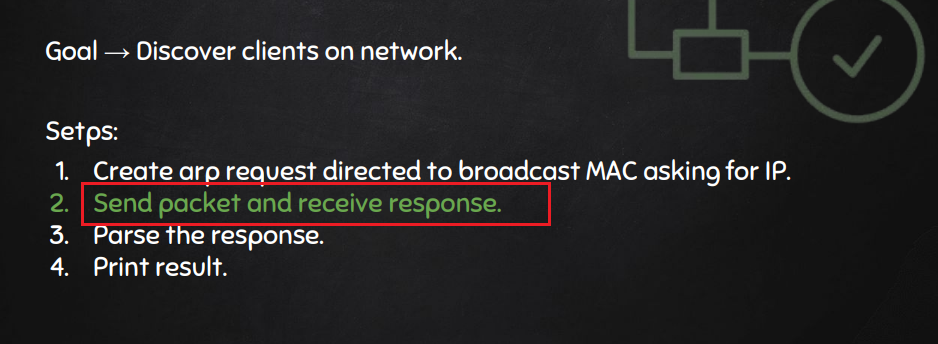 Goal → Discover clients on network.
Setps:
1. Create arp request directed to broadcast MAC asking for IP.
2. Send packet and receive response.
3. Parse the response.
4. Print result.